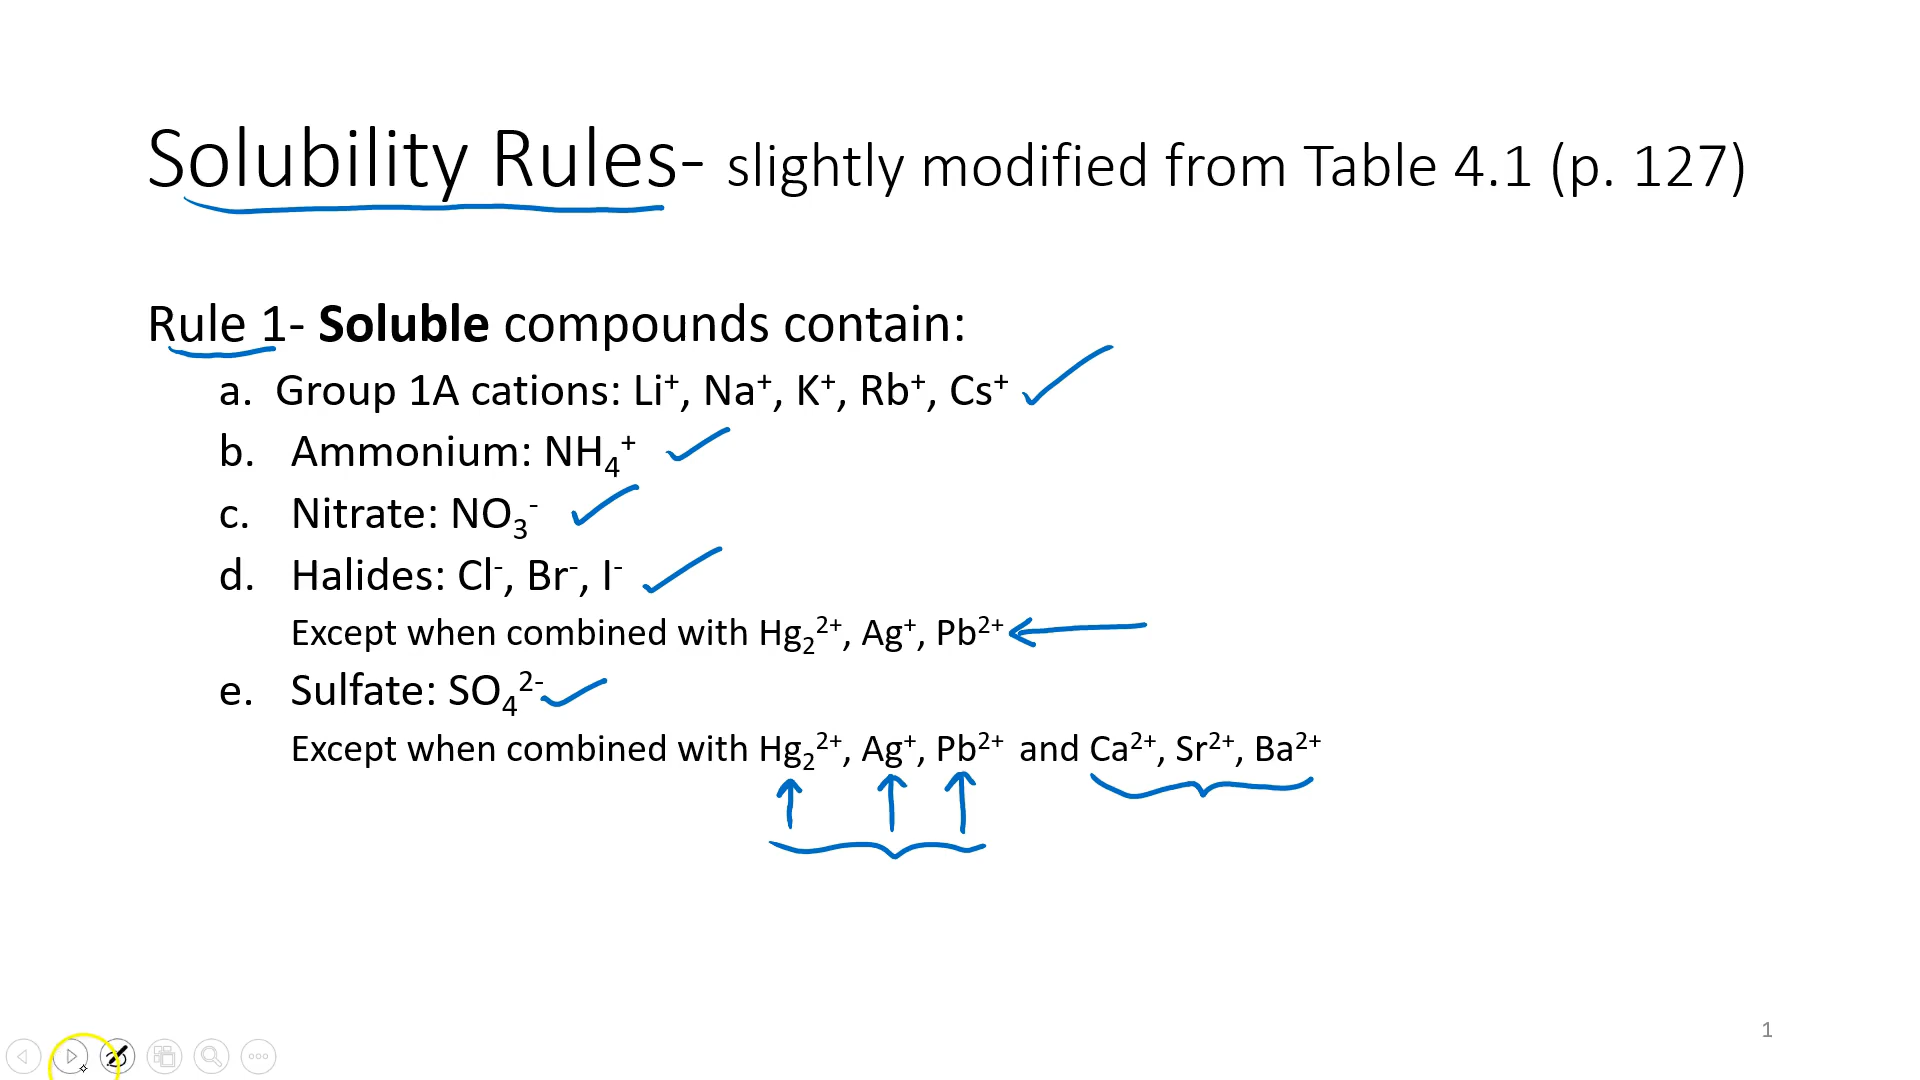 Solubility Rules- slightly modified from Table 4.1 (p. 127)
Rule 1- Soluble compounds contain:
a. Group 1A cations: Li⁺, Na⁺, K⁺, Rb⁺, Cs⁺
b. Ammonium: NH₄⁺
c. Nitrate: NO₃⁻
d. Halides: Cl⁻, Br⁻, I⁻
Except when combined with Hg₂²⁺, Ag⁺, Pb²⁺
e. Sulfate: SO₄²⁻
Except when combined with Hg₂²⁺, Ag⁺, Pb²⁺ and Ca²⁺, Sr²⁺, Ba²⁺
1